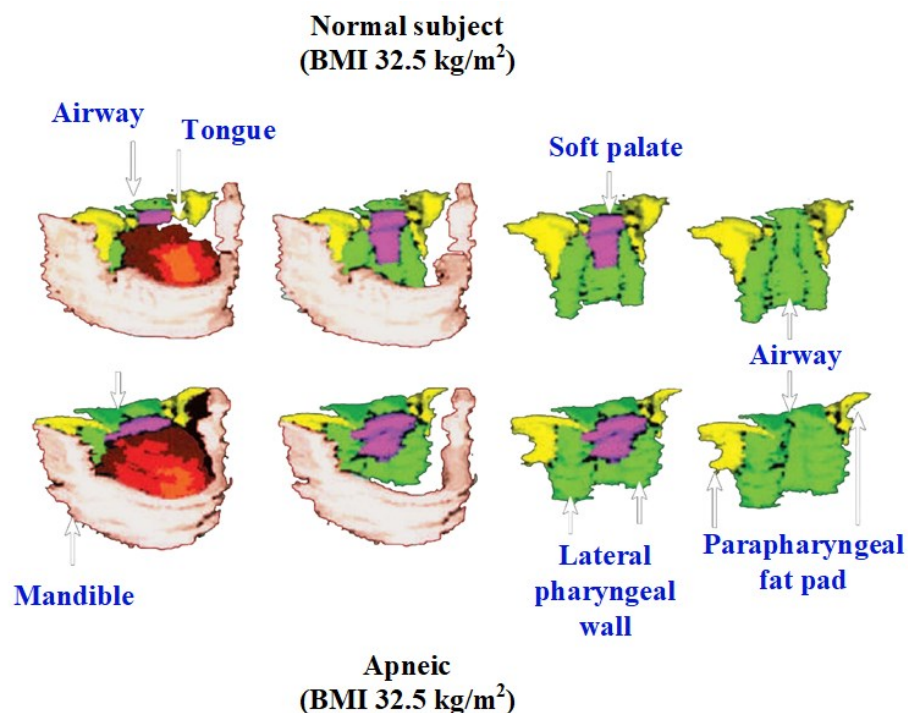 Normal subject
(BMI 32.5 kg/m²)
Airway
Tongue
Soft palate
Airway
Mandible
Lateral
pharyngeal
wall
Parapharyngeal
fat pad
Apneic
(BMI 32.5 kg/m²)